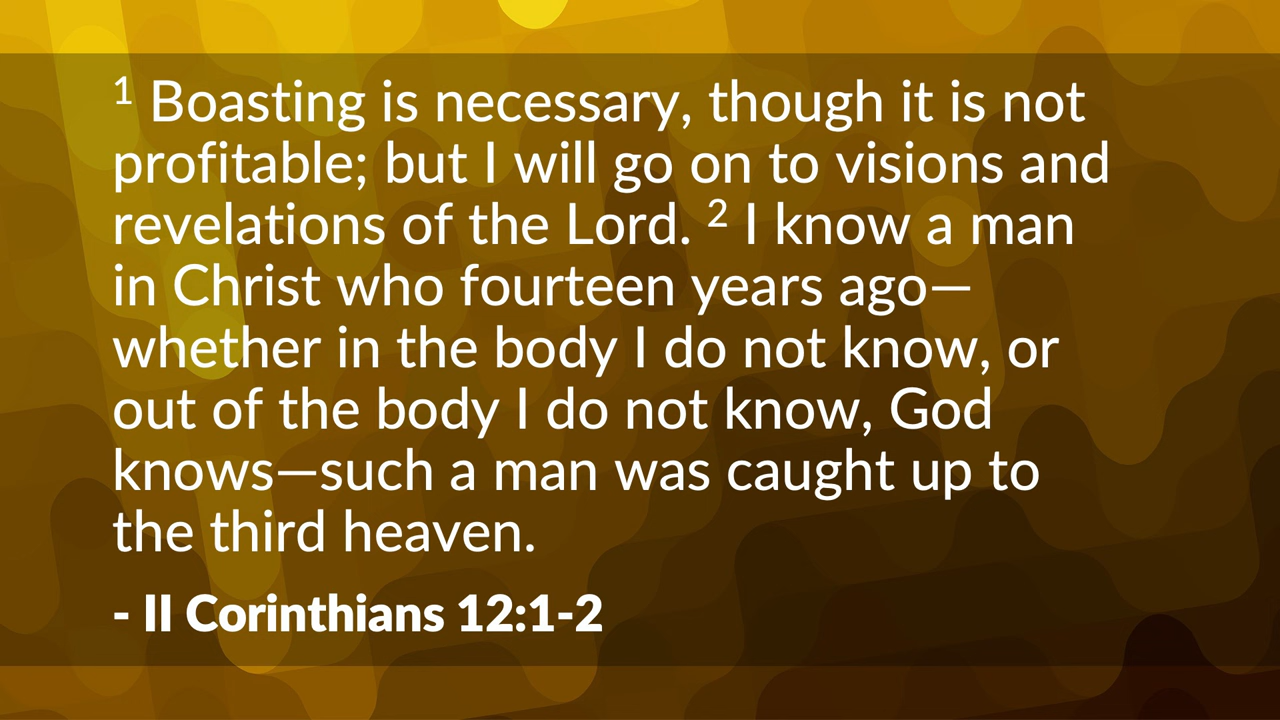 1 Boasting is necessary, though it is not
profitable; but I will go on to visions and
revelations of the Lord. 2 I know a man
in Christ who fourteen years ago—
whether in the body I do not know, or
out of the body I do not know, God
knows—such a man was caught up to
the third heaven.
- II Corinthians 12:1-2